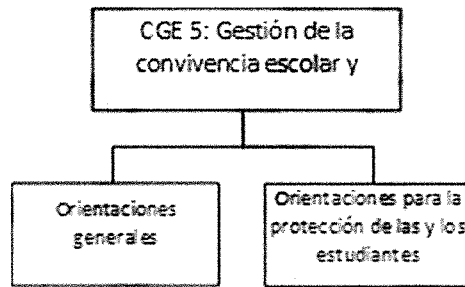 CGE 5: Gestión de la
convivencia escolar y
Orientaciones
generales
Orientaciones para la
protección de las y los
estudiantes